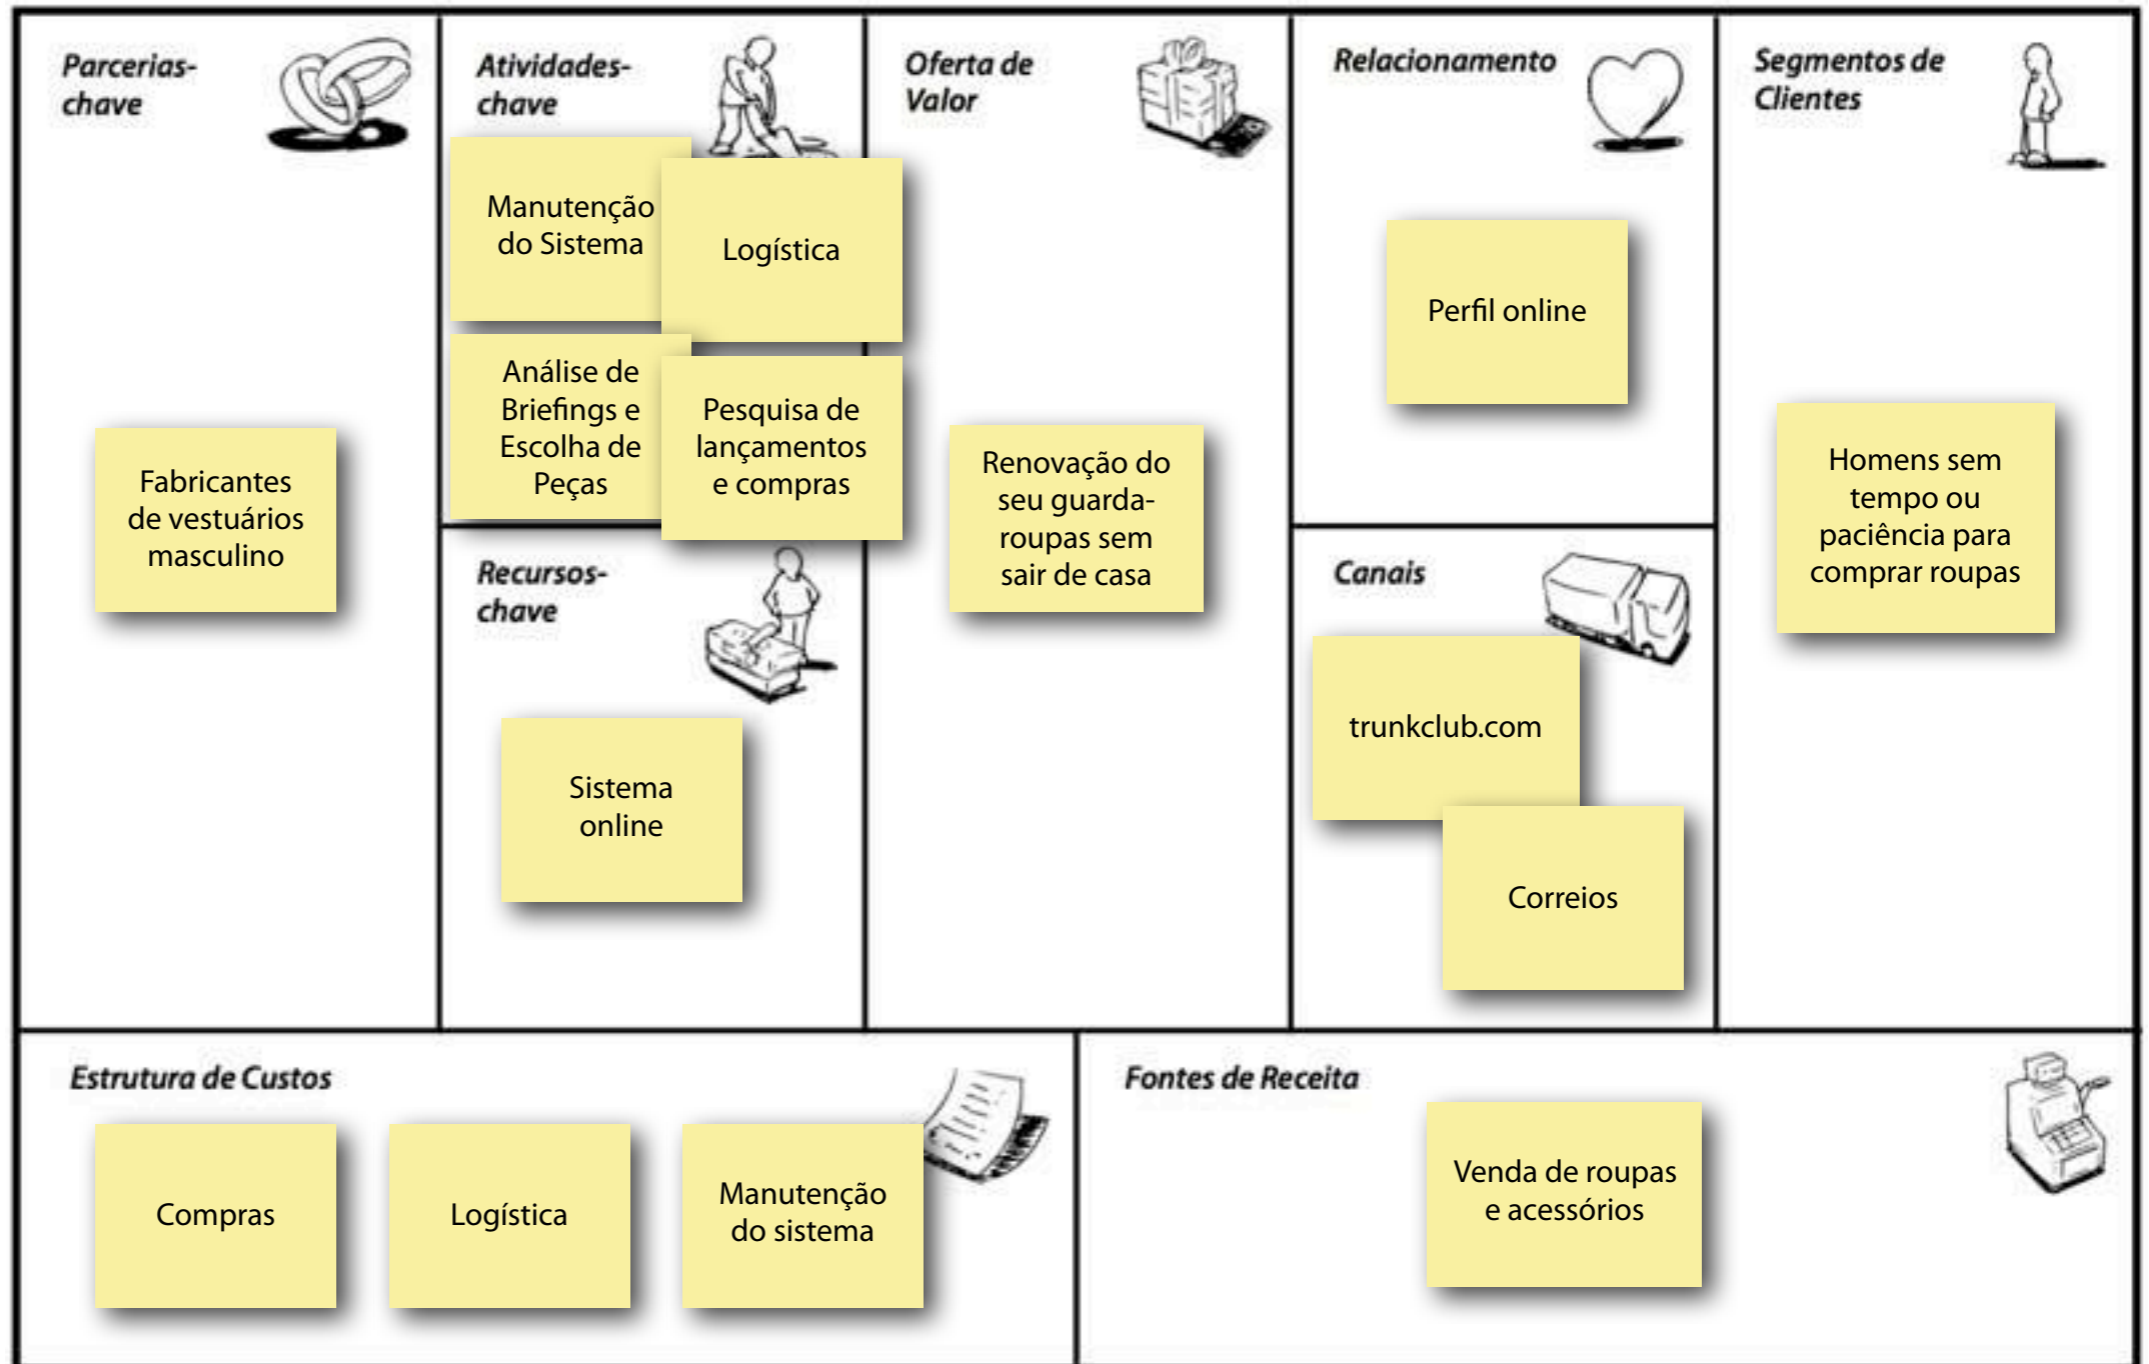 Parcerias-
chave
Fabricantes
de vestuários
masculino
Atividades-
chave
Manutenção
do Sistema
Logística
Análise de
Briefings e
Escolha de
Peças
Pesquisa de
lançamentos
e compras
Recursos-
chave
Sistema
online
Oferta de
Valor
Renovação do
seu guarda-
roupas sem
sair de casa
Relacionamento
Perfil online
Canais
trunkclub.com
Correios
Segmentos de
Clientes
Homens sem
tempo ou
paciência para
comprar roupas
Estrutura de Custos
Compras
Logística
Manutenção
do sistema
Fontes de Receita
Venda de roupas
e acessórios